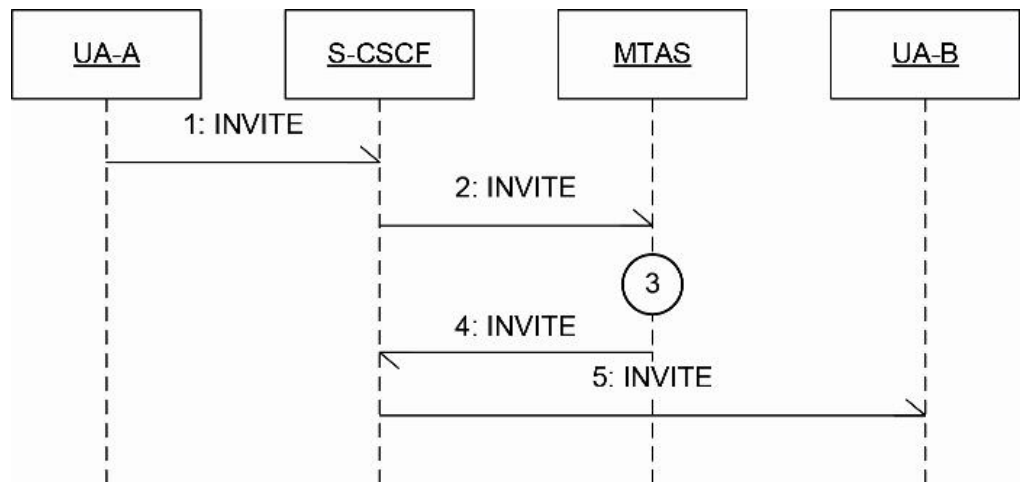 UA-A
S-CSCF
MTAS
UA-B
1: INVITE
2: INVITE
3
4: INVITE
5: INVITE